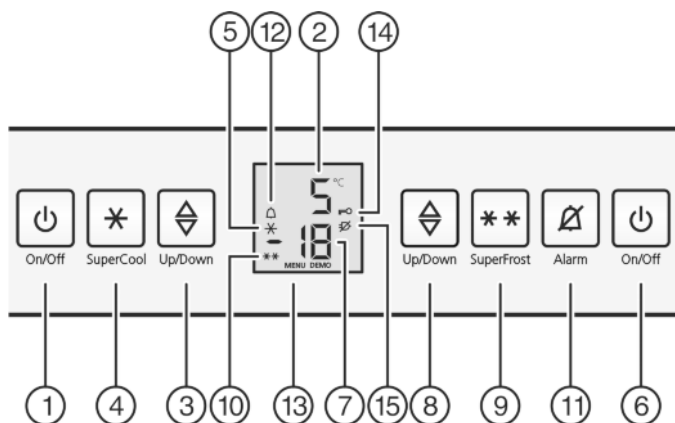 5 12 2 14
5 °C
-18
MENU DEMO
On/Off SuperCool Up/Down Up/Down SuperFrost Alarm On/Off
1 4 3 10 13 7 15 8 9 11 6